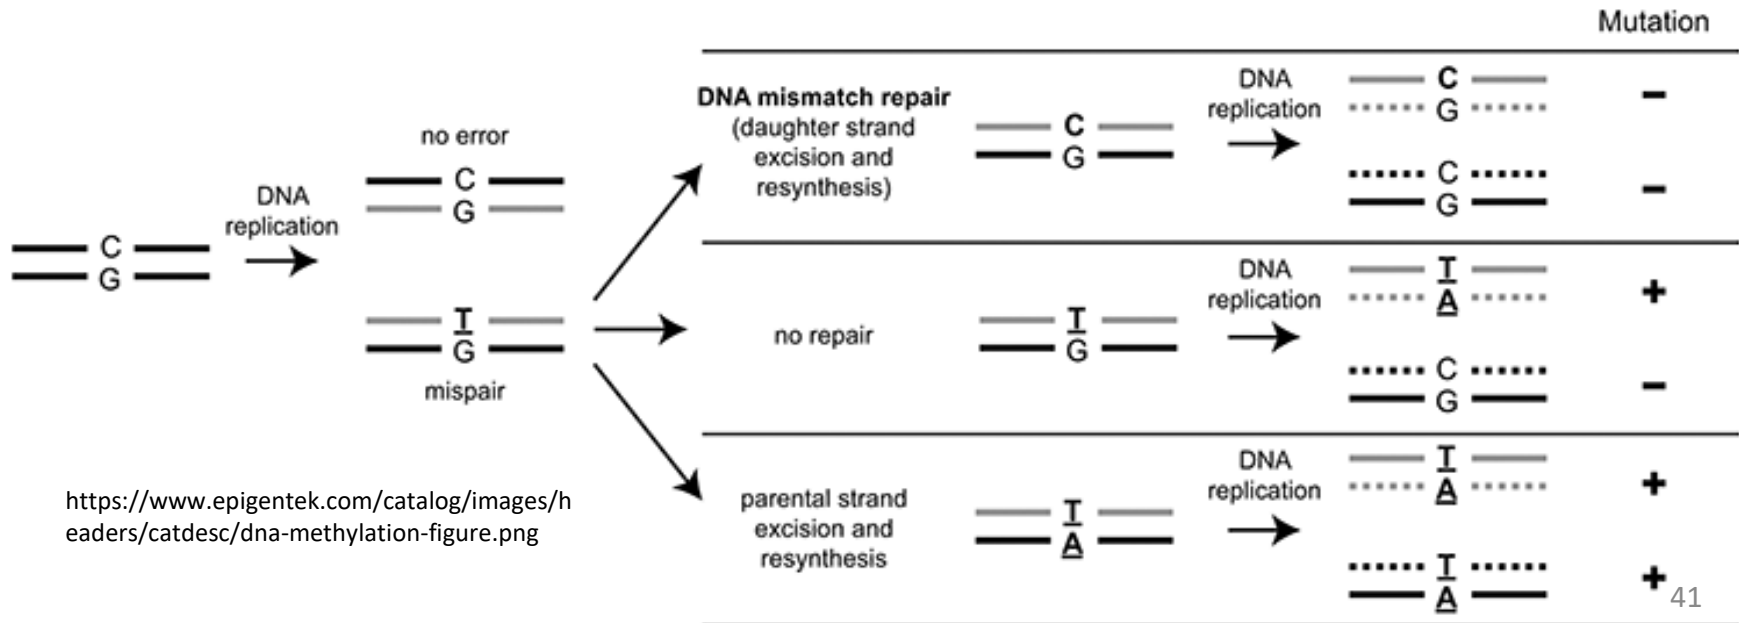 Mutation
C
G
DNA
replication
no error
C
G
T
G
mispair
DNA mismatch repair
(daughter strand
excision and
resynthesis)
C
G
DNA
replication
C
G
-
C
G
-
no repair
T
G
DNA
replication
T
A
+
C
G
-
parental strand
excision and
resynthesis
T
A
DNA
replication
T
A
+
T
A
+
https://www.epigentek.com/catalog/images/h
eaders/catdesc/dna-methylation-figure.png
41